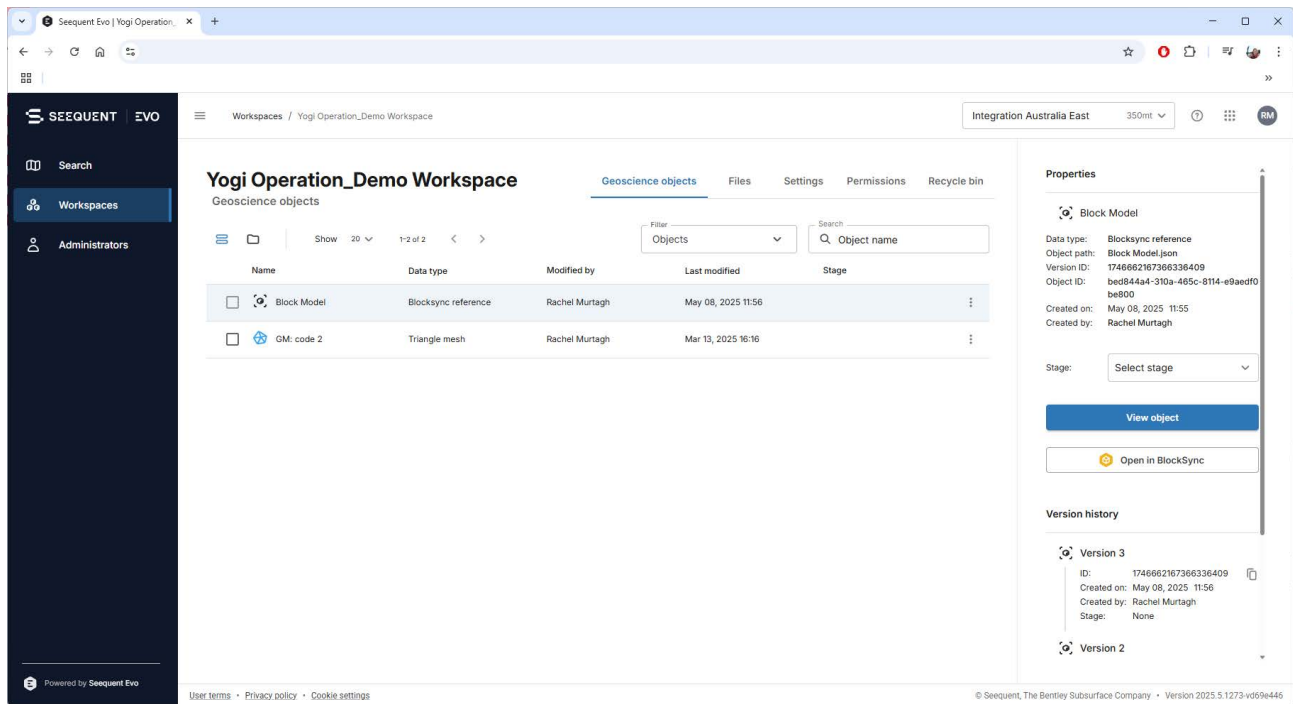 Seequent Evo | Yogi Operation_
SEEQUENT EVO
Workspaces / Yogi Operation_Demo Workspace
Integration Australia East 350mt
RM
Search
Workspaces
Administrators
Yogi Operation_Demo Workspace
Geoscience objects
Geoscience objects Files Settings Permissions Recycle bin
Show 20 1-2 of 2
Filter
Objects
Search
Object name
Name Data type Modified by Last modified Stage
Block Model Blocksync reference Rachel Murtagh May 08, 2025 11:56
GM: code 2 Triangle mesh Rachel Murtagh Mar 13, 2025 16:16
Properties
Block Model
Data type: Blocksync reference
Object path: Block Model.json
Version ID: 1746662167366336409
Object ID: bed844a4-310a-465c-8114-e9aedf0
be800
Created on: May 08, 2025 11:55
Created by: Rachel Murtagh
Stage: Select stage
View object
Open in BlockSync
Version history
Version 3
ID: 1746662167366336409
Created on: May 08, 2025 11:56
Created by: Rachel Murtagh
Stage: None
Version 2
Powered by Seequent Evo
User terms • Privacy policy • Cookie settings
© Seequent, The Bentley Subsurface Company • Version 2025.5.1273-vd69e446